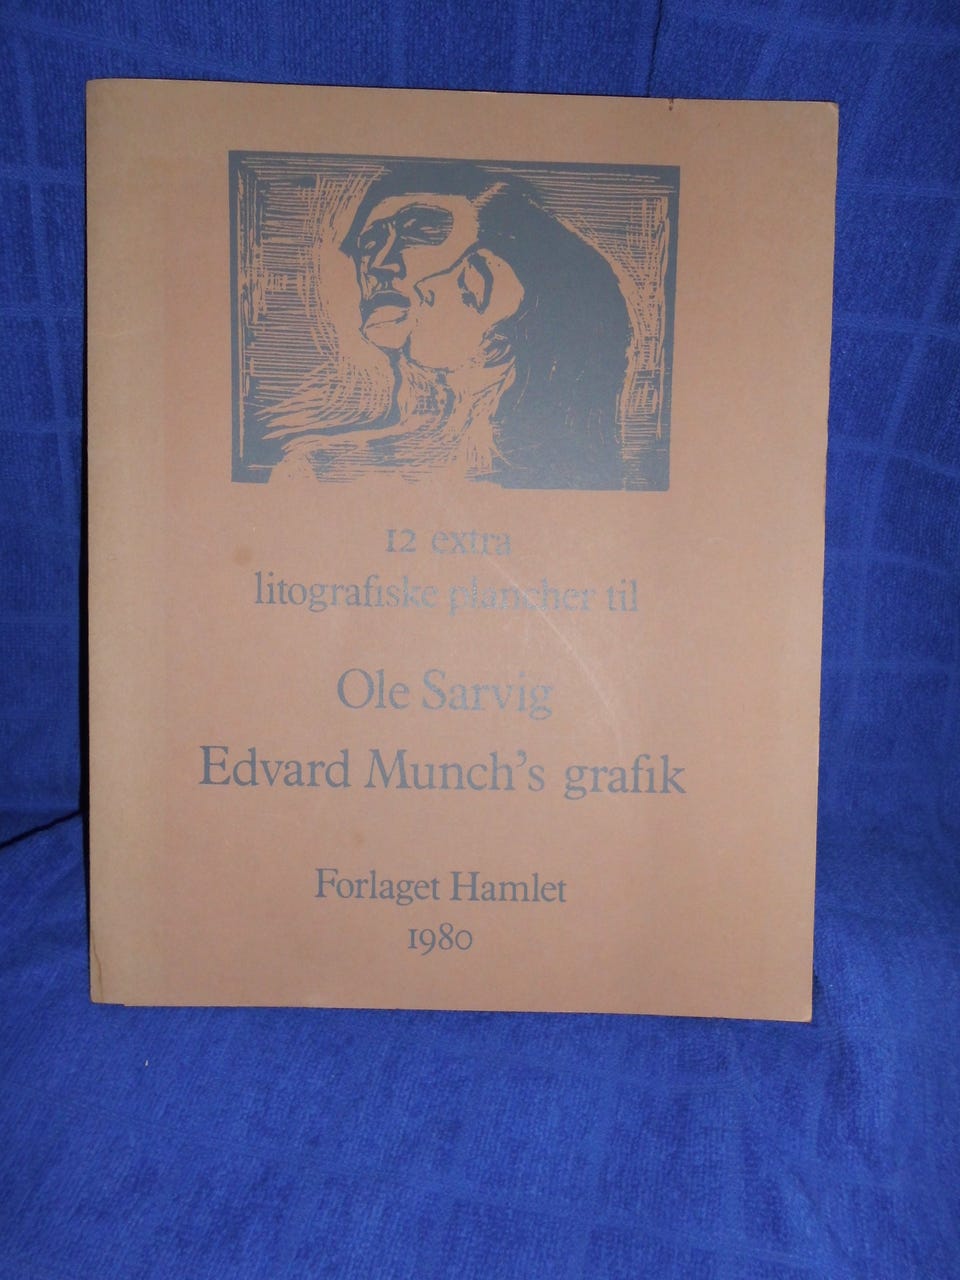 12 extra
litografiske plancher til
Ole Sarvig
Edvard Munch's grafik
Forlaget Hamlet
1980